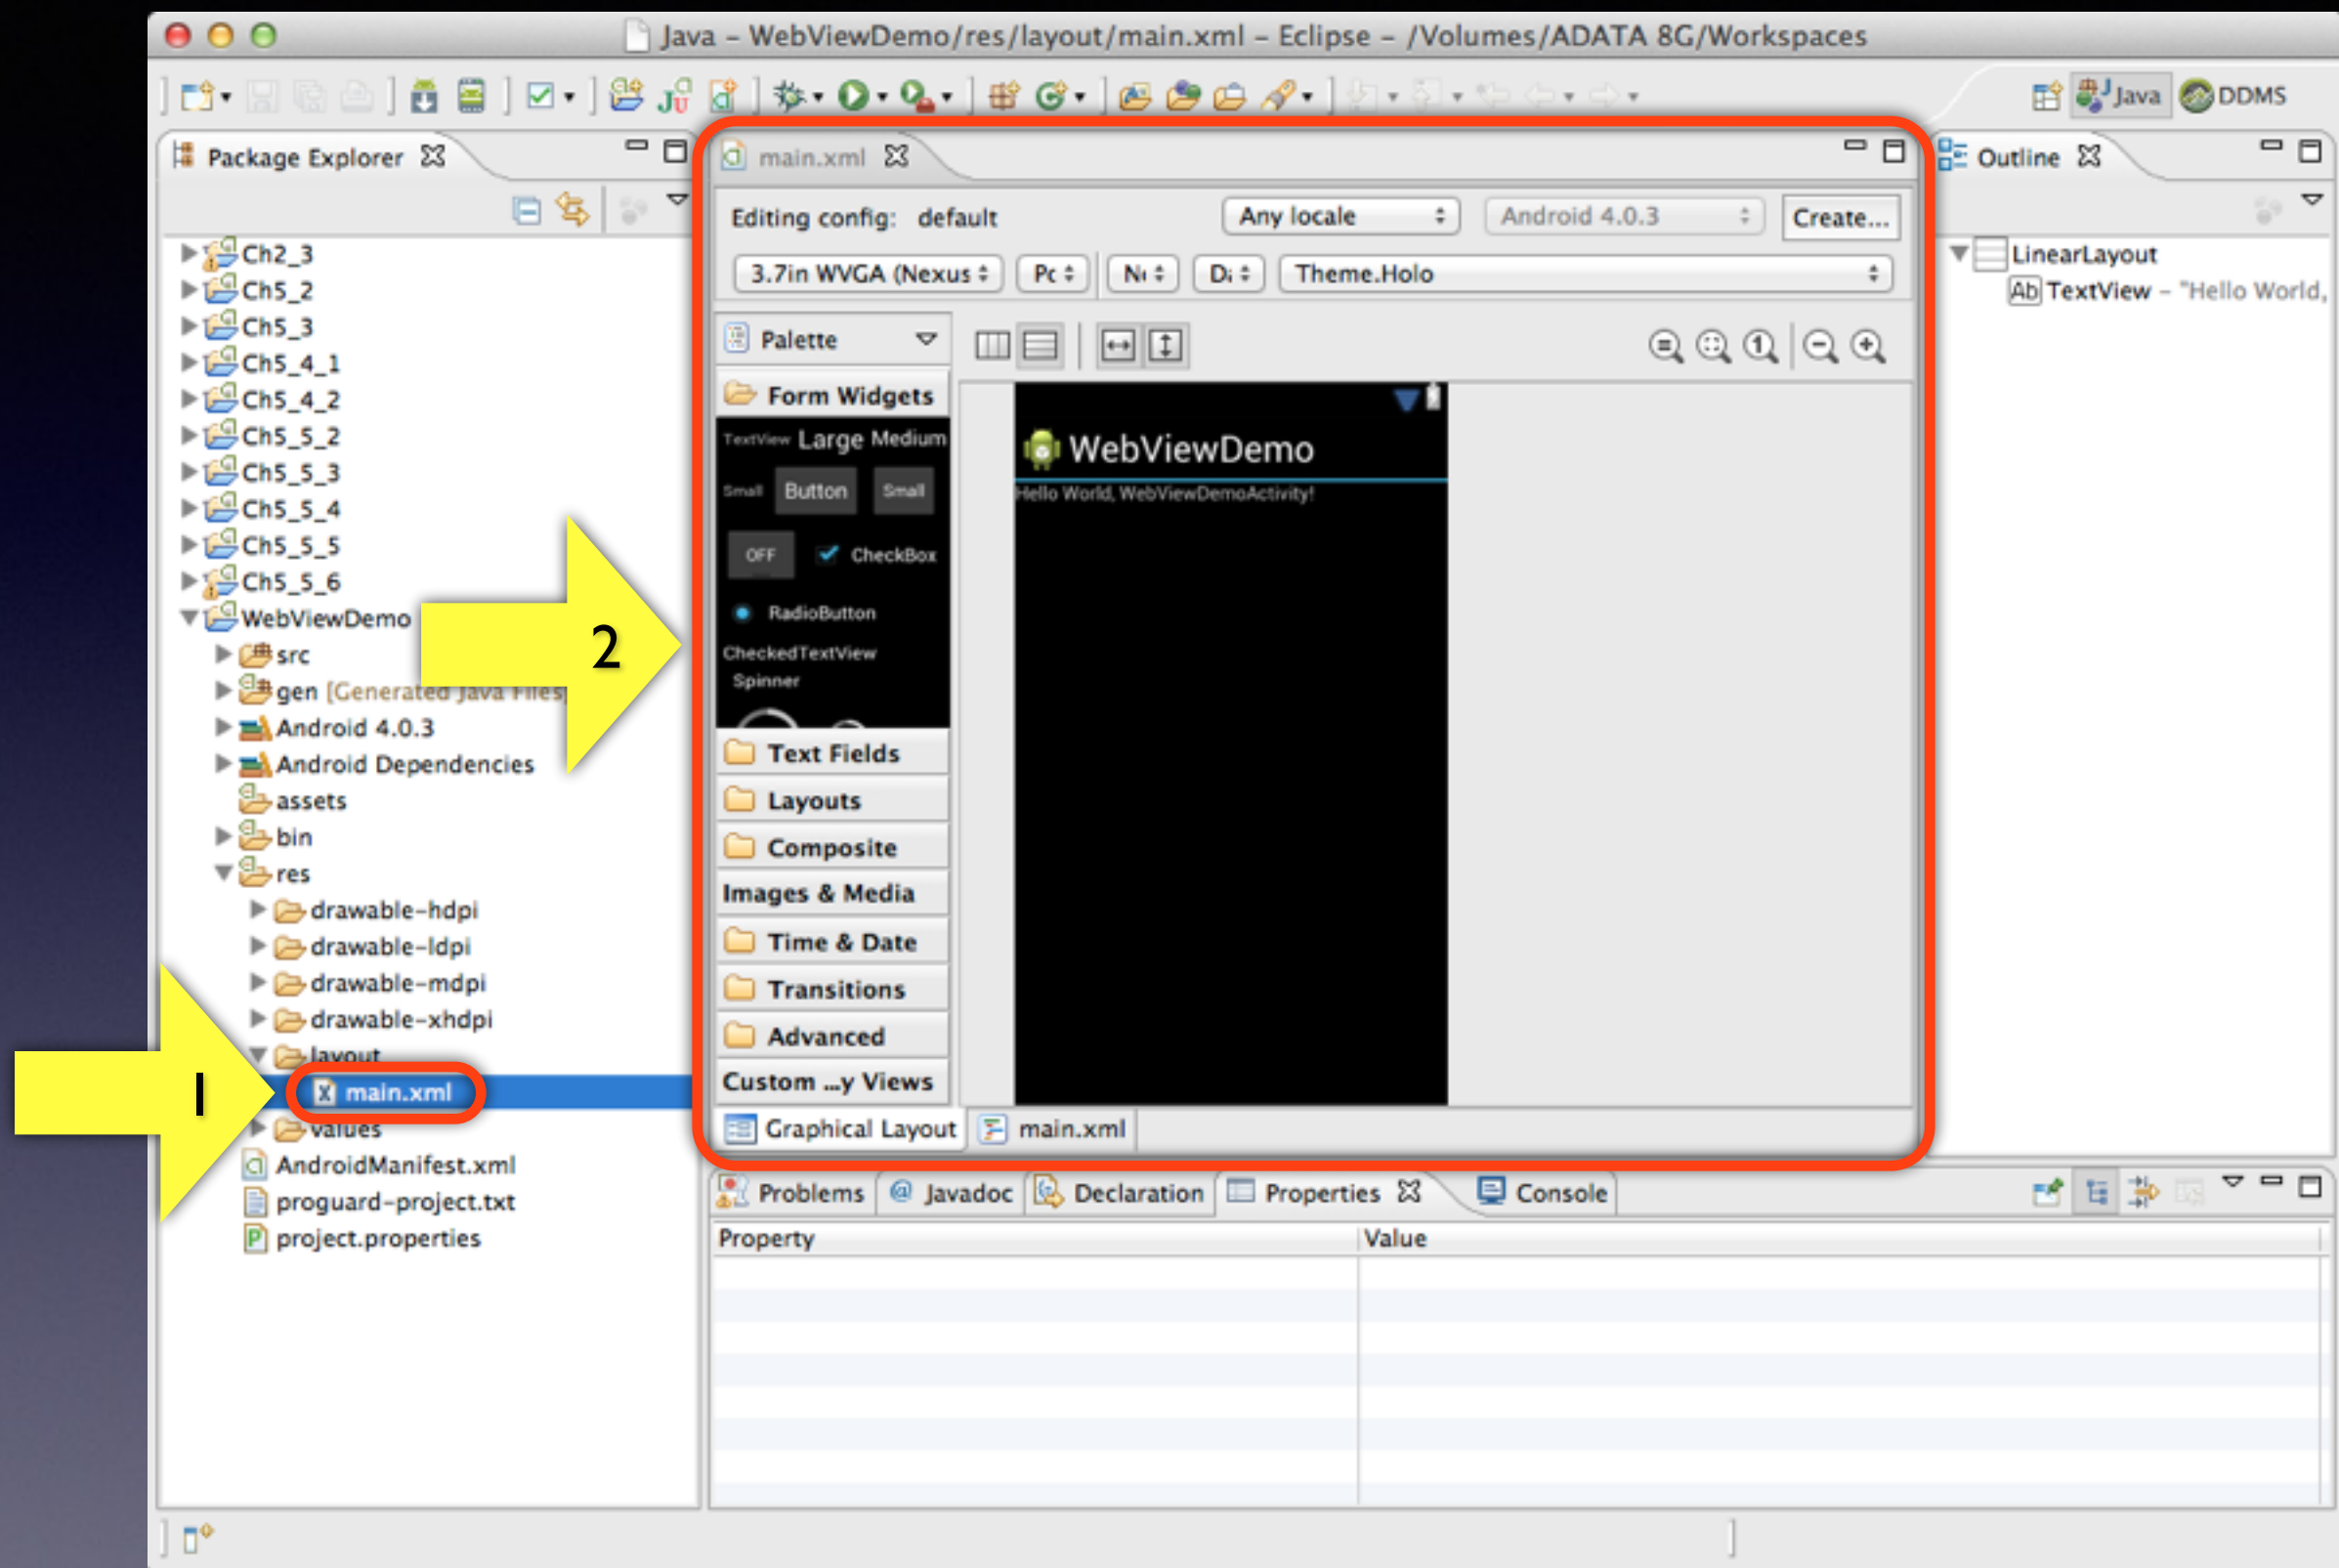 Java – WebViewDemo/res/layout/main.xml – Eclipse – /Volumes/ADATA 8G/Workspaces
Java DDMS
Package Explorer
Ch2_3
Ch5_2
Ch5_3
Ch5_4_1
Ch5_4_2
Ch5_5_2
Ch5_5_3
Ch5_5_4
Ch5_5_5
Ch5_5_6
WebViewDemo
src
gen [Generated Java Files
Android 4.0.3
Android Dependencies
assets
bin
res
drawable-hdpi
drawable-ldpi
drawable-mdpi
drawable-xhdpi
layout
main.xml
values
AndroidManifest.xml
proguard-project.txt
project.properties
1
2
main.xml
Editing config: default Any locale Android 4.0.3 Create...
3.7in WVGA (Nexus Theme.Holo
Palette
Form Widgets
TextView Large Medium
Small Button Small
OFF CheckBox
RadioButton
CheckedTextView
Spinner
Text Fields
Layouts
Composite
Images & Media
Time & Date
Transitions
Advanced
Custom ...y Views
WebViewDemo
Hello World, WebViewDemoActivity!
Graphical Layout main.xml
Outline
LinearLayout
Ab TextView – "Hello World,
Problems @ Javadoc Declaration Properties Console
Property Value